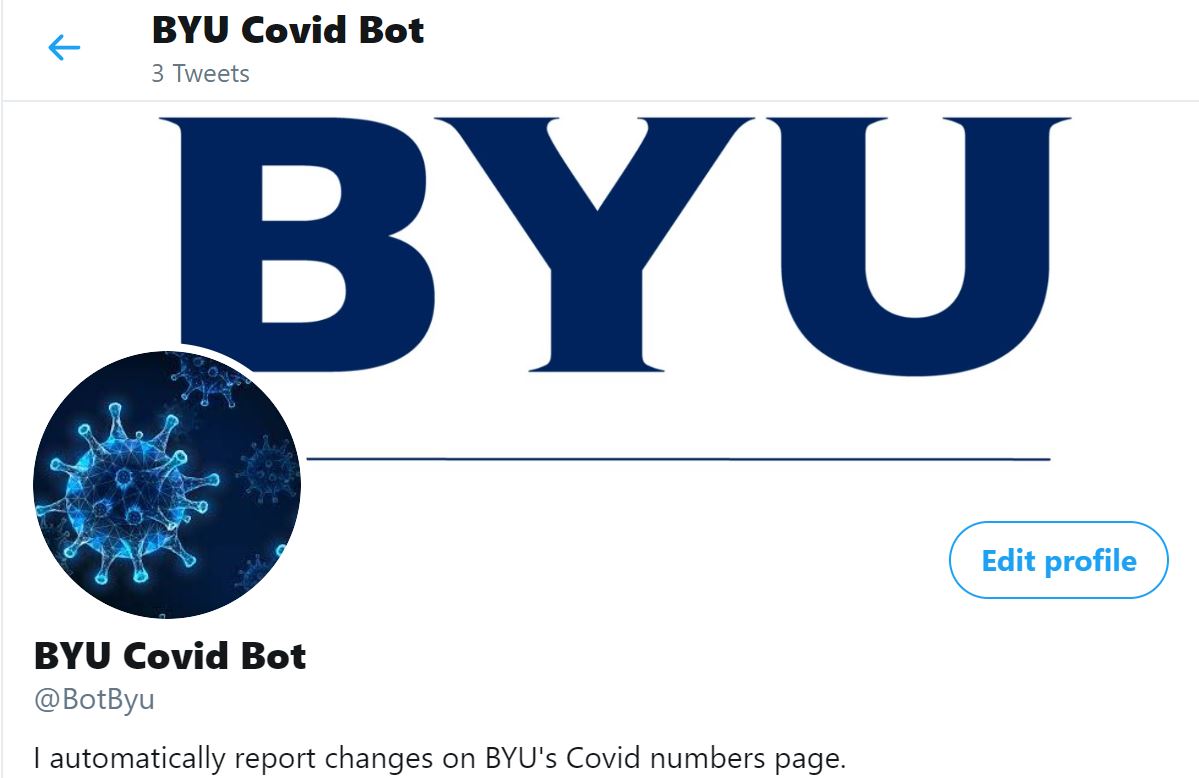 BYU Covid Bot
3 Tweets
BYU
Edit profile
BYU Covid Bot
@BotByu
I automatically report changes on BYU's Covid numbers page.